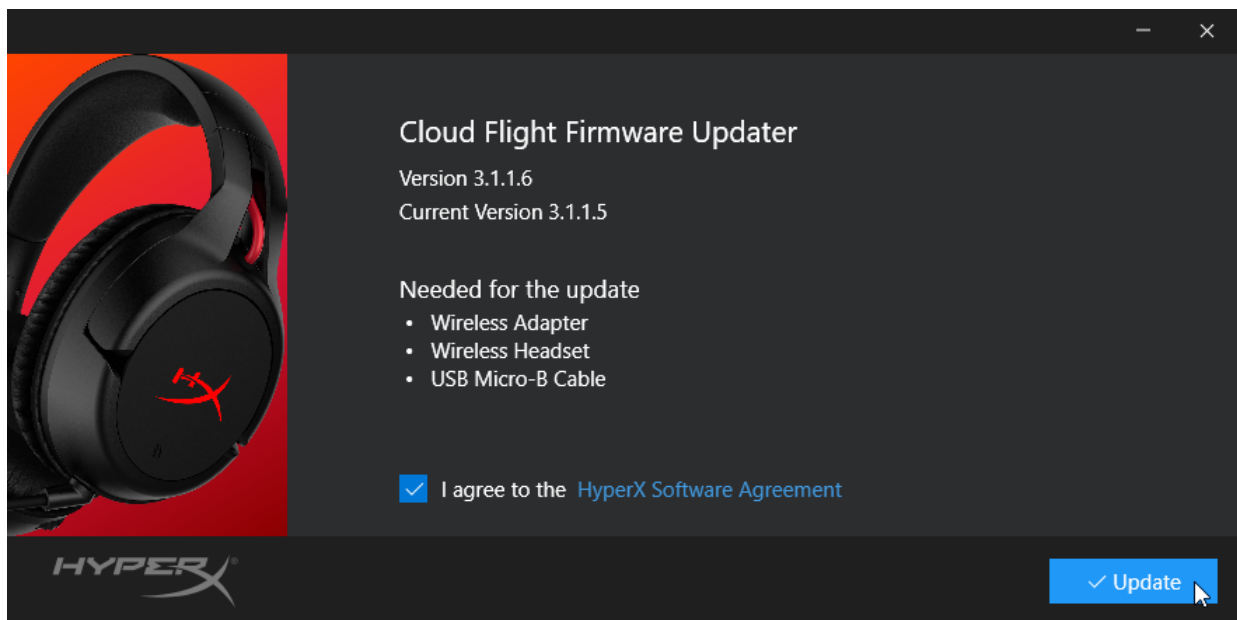 Cloud Flight Firmware Updater
Version 3.1.1.6
Current Version 3.1.1.5
Needed for the update
• Wireless Adapter
• Wireless Headset
• USB Micro-B Cable
I agree to the HyperX Software Agreement
HYPERX®
Update